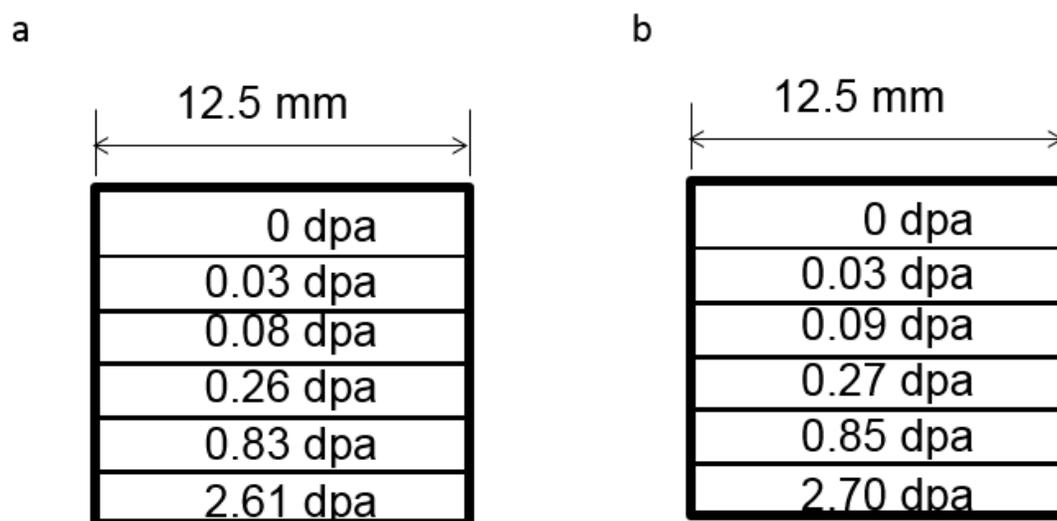 a
12.5 mm
0 dpa
0.03 dpa
0.08 dpa
0.26 dpa
0.83 dpa
2.61 dpa
b
12.5 mm
0 dpa
0.03 dpa
0.09 dpa
0.27 dpa
0.85 dpa
2.70 dpa